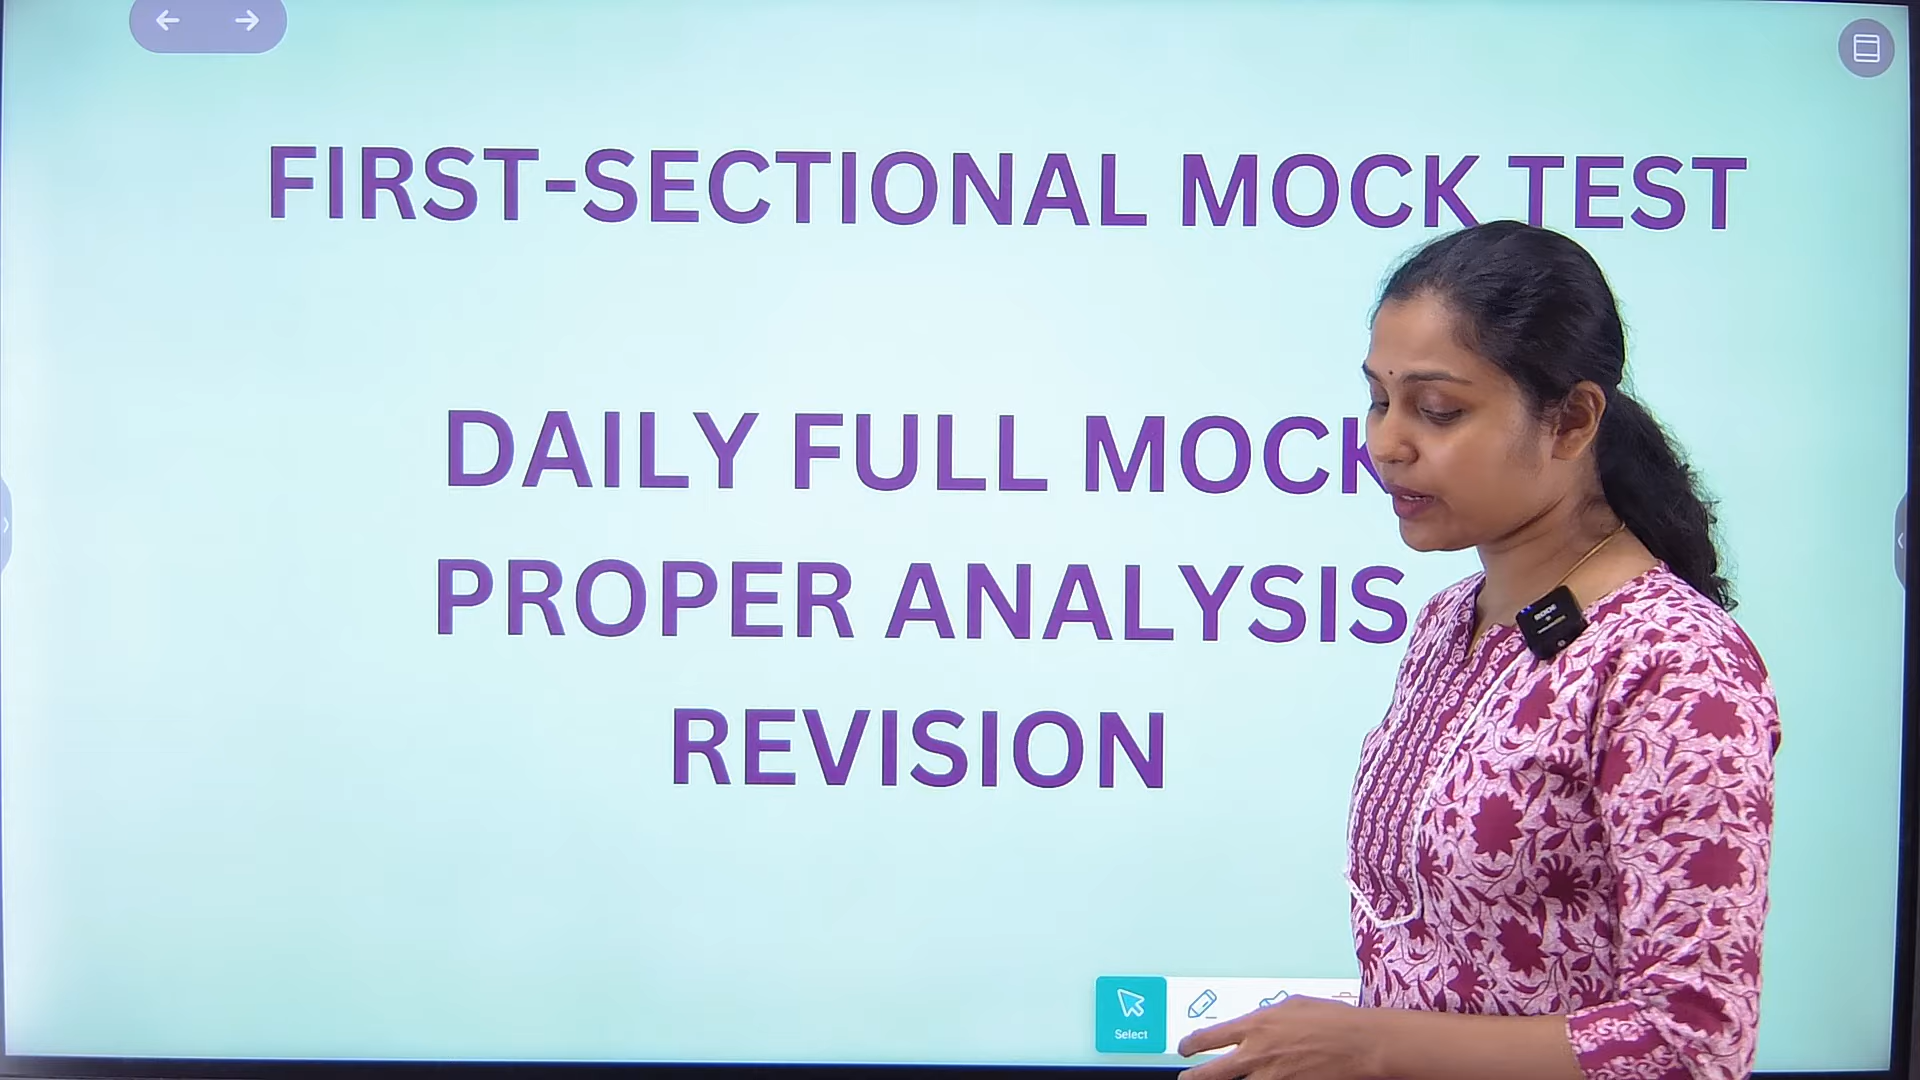 FIRST-SECTIONAL MOCK TEST
DAILY FULL MOCK
PROPER ANALYSIS
REVISION
Select